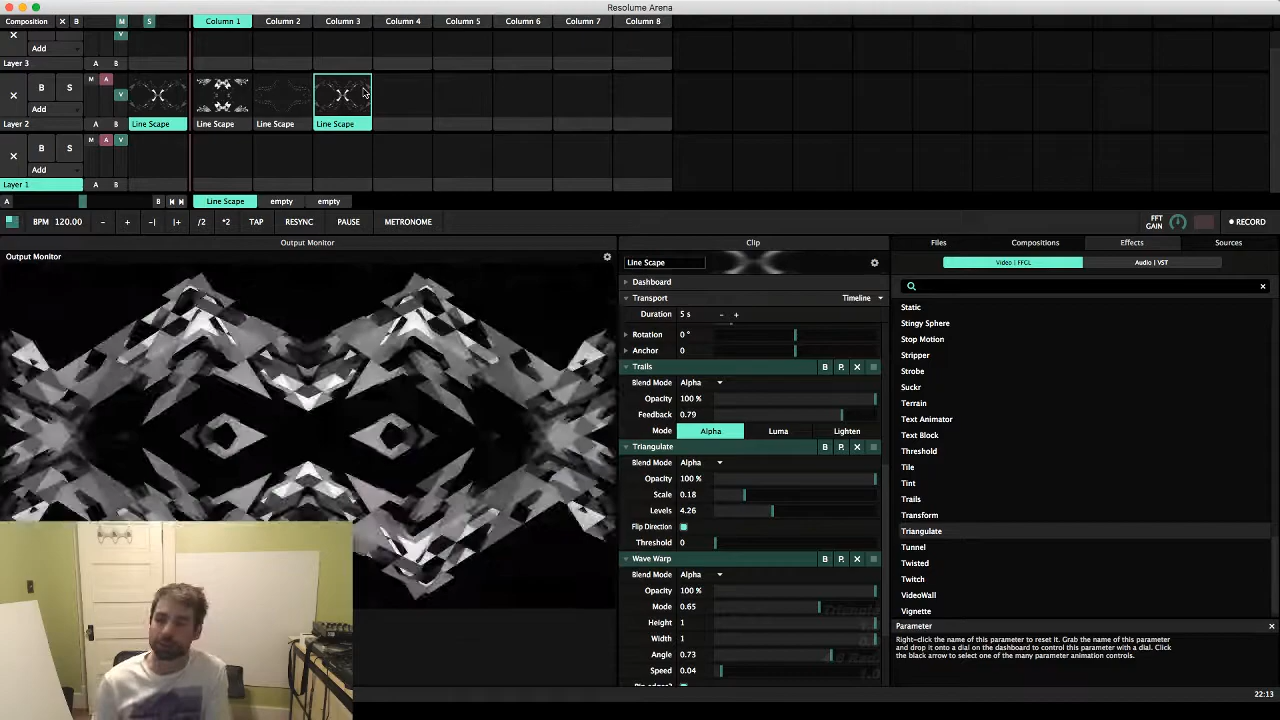 Resolume Arena
Composition X B M S Column 1 Column 2 Column 3 Column 4 Column 5 Column 6 Column 7 Column 8
V
Add
Layer 3 A B
B S M A V
Add
Layer 2 A B Line Scape Line Scape Line Scape Line Scape
B S M A V
Add
Layer 1 A B
A B Line Scape empty empty
BPM 120.00 - + -| |+ /2 *2 TAP RESYNC PAUSE METRONOME FFT GAIN RECORD
Output Monitor Clip Files Compositions Effects Sources
Output Monitor
Line Scape
Video | FFGL Audio | VST
Dashboard
Transport Timeline
Duration 5 s - +
Rotation 0 °
Anchor 0
Trails B P. X
Blend Mode Alpha
Opacity 100 %
Feedback 0.79
Mode Alpha Luma Lighten
Triangulate B P. X
Blend Mode Alpha
Opacity 100 %
Scale 0.18
Levels 4.26
Flip Direction
Threshold 0
Wave Warp B P. X
Blend Mode Alpha
Opacity 100 %
Mode 0.65
Height 1
Width 1
Angle 0.73
Speed 0.04
Static
Stingy Sphere
Stop Motion
Stripper
Strobe
Suckr
Terrain
Text Animator
Text Block
Threshold
Tile
Tint
Trails
Transform
Triangulate
Tunnel
Twisted
Twitch
VideoWall
Vignette
Parameter
Right-click the name of this parameter to reset it. Grab the name of this parameter
and drop it onto a dial on the dashboard to control this parameter with a dial. Click
the black arrow to select one of the many parameter animation controls.
22:13